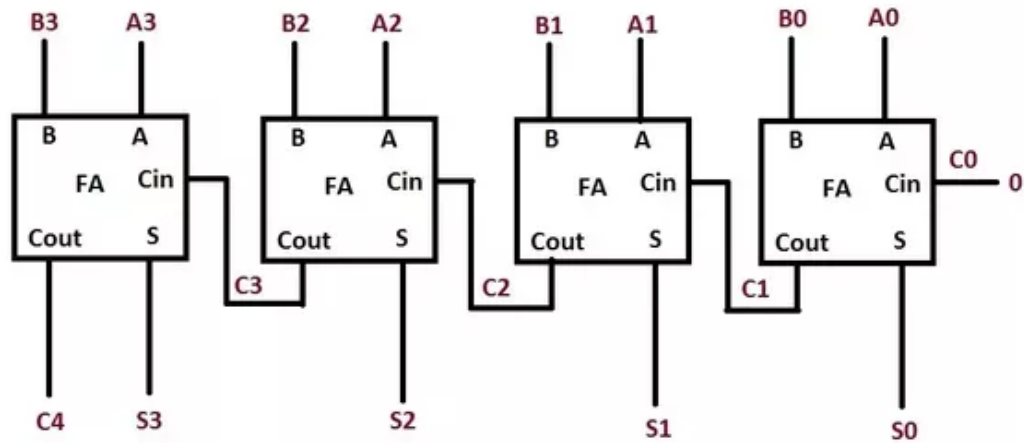 B3 A3 B2 A2 B1 A1 B0 A0
B A B A B A B A
C0
FA Cin FA Cin FA Cin FA Cin 0
Cout S Cout S Cout S Cout S
C3 C2 C1
C4 S3 S2 S1 S0